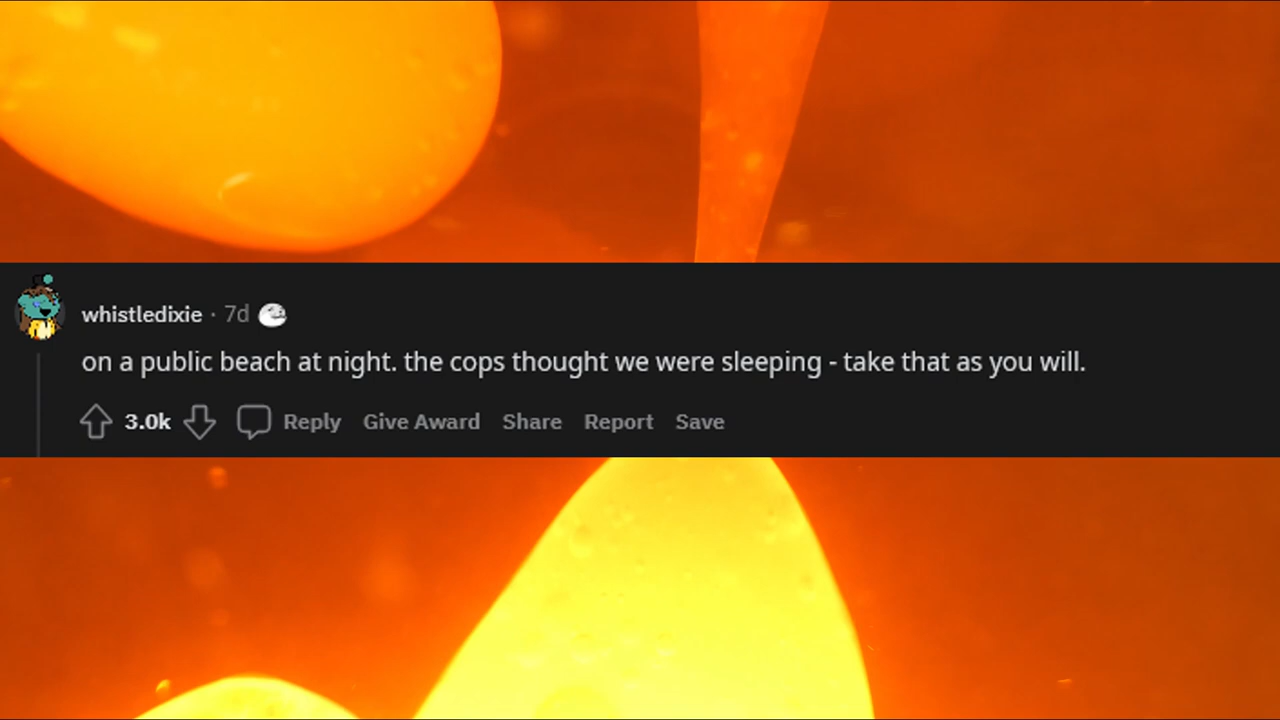 whistledixie · 7d
on a public beach at night. the cops thought we were sleeping - take that as you will.
3.0k Reply Give Award Share Report Save